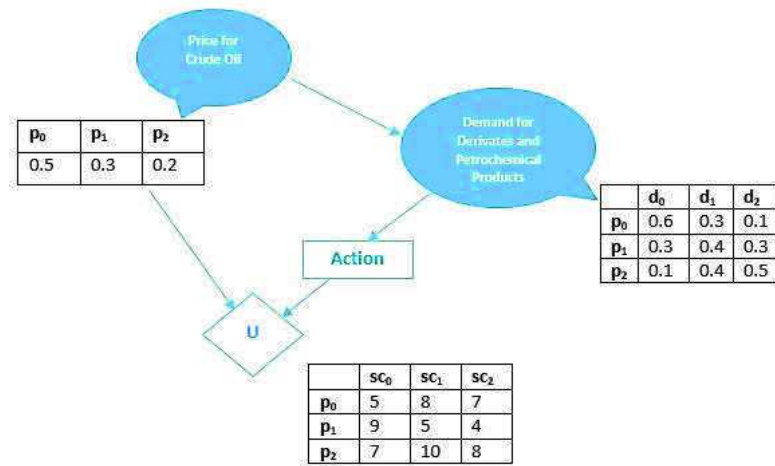 Price for
Crude Oil
p₀ p₁ p₂
0.5 0.3 0.2
Demand for
Derivates and
Petrochemical
Products
d₀ d₁ d₂
p₀ 0.6 0.3 0.1
p₁ 0.3 0.4 0.3
p₂ 0.1 0.4 0.5
Action
U
sc₀ sc₁ sc₂
p₀ 5 8 7
p₁ 9 5 4
p₂ 7 10 8